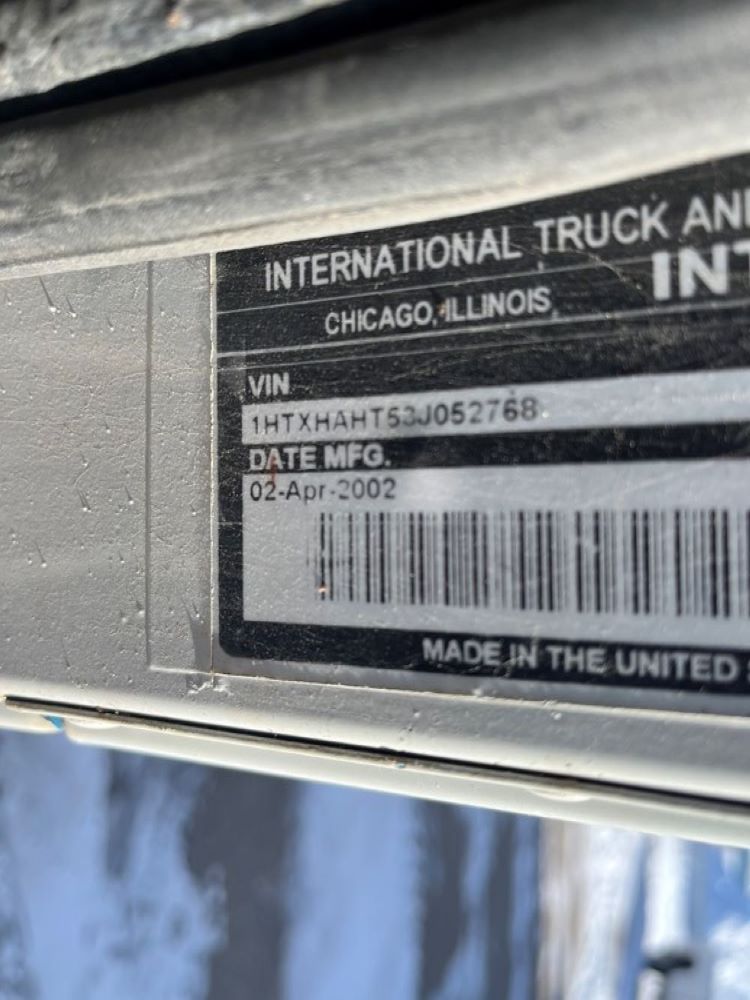 INTERNATIONAL TRUCK AN
INT
CHICAGO, ILLINOIS
VIN
1HTXHAHT53J052768
DATE MFG.
02-Apr-2002
MADE IN THE UNITED